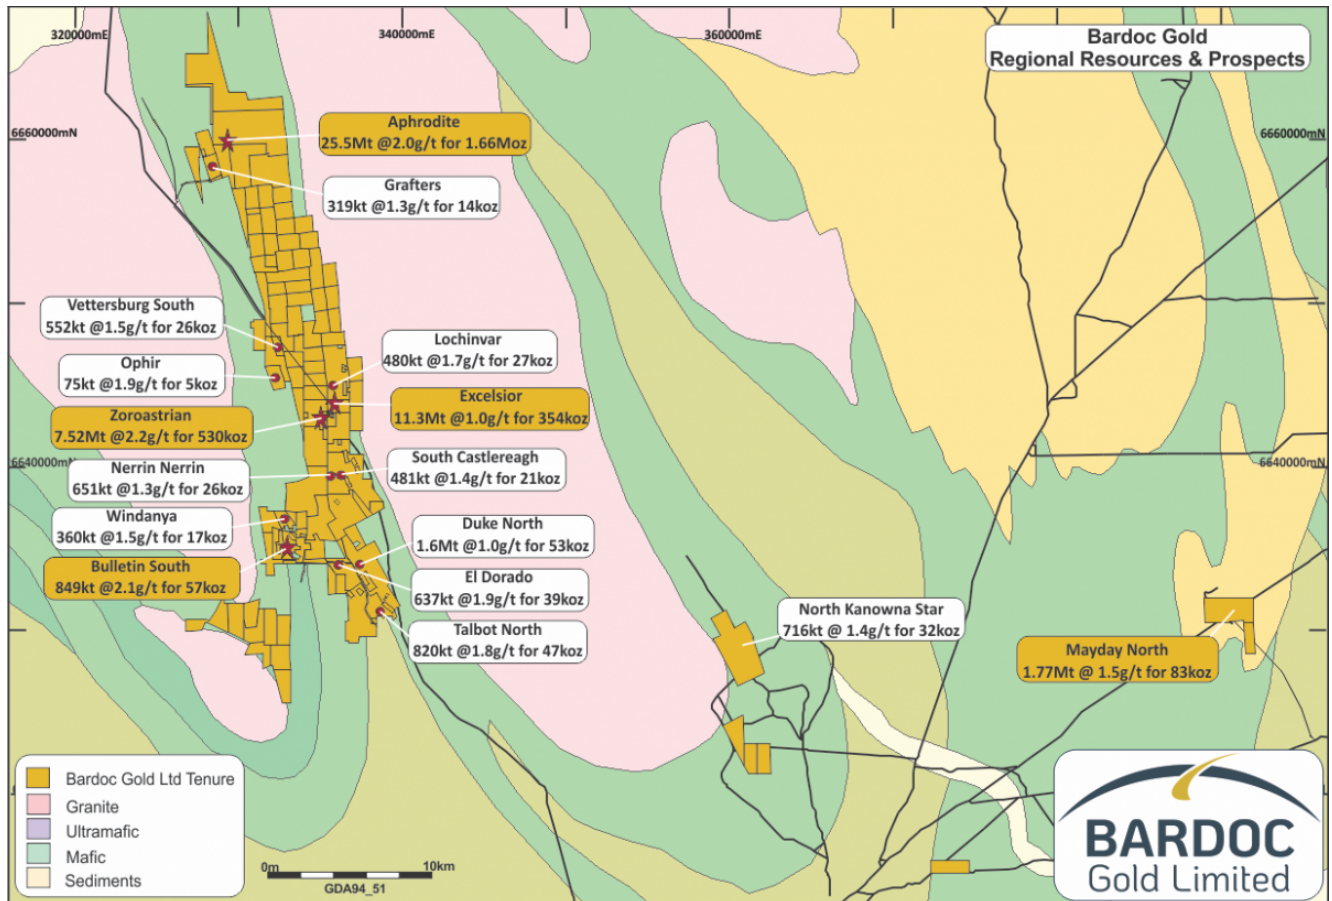 320000mE
340000mE
360000mE
Bardoc Gold
Regional Resources & Prospects
6660000mN
6660000mN
Aphrodite
25.5Mt @2.0g/t for 1.66Moz
Grafters
319kt @1.3g/t for 14koz
Vettersburg South
552kt @1.5g/t for 26koz
Lochinvar
480kt @1.7g/t for 27koz
Ophir
75kt @1.9g/t for 5koz
Excelsior
11.3Mt @1.0g/t for 354koz
Zoroastrian
7.52Mt @2.2g/t for 530koz
6640000mN
6640000mN
South Castlereagh
481kt @1.4g/t for 21koz
Nerrin Nerrin
651kt @1.3g/t for 26koz
Windanya
360kt @1.5g/t for 17koz
Duke North
1.6Mt @1.0g/t for 53koz
Bulletin South
849kt @2.1g/t for 57koz
El Dorado
637kt @1.9g/t for 39koz
North Kanowna Star
716kt @ 1.4g/t for 32koz
Talbot North
820kt @1.8g/t for 47koz
Mayday North
1.77Mt @ 1.5g/t for 83koz
Bardoc Gold Ltd Tenure
Granite
Ultramafic
Mafic
Sediments
0m
10km
GDA94_51
BARDOC
Gold Limited